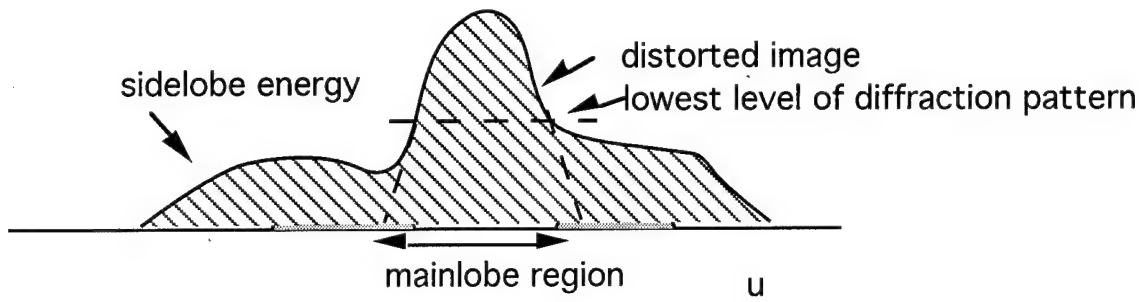 distorted image
sidelobe energy
lowest level of diffraction pattern
mainlobe region
u